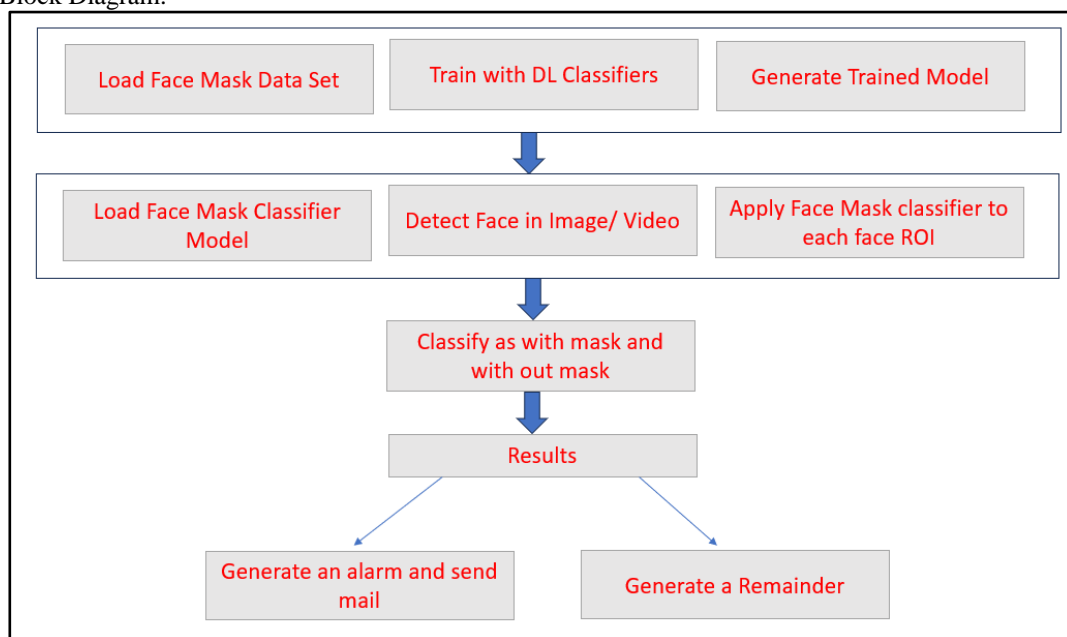 Block Diagram:
Load Face Mask Data Set
Train with DL Classifiers
Generate Trained Model
Load Face Mask Classifier
Model
Detect Face in Image/ Video
Apply Face Mask classifier to
each face ROI
Classify as with mask and
with out mask
Results
Generate an alarm and send
mail
Generate a Remainder